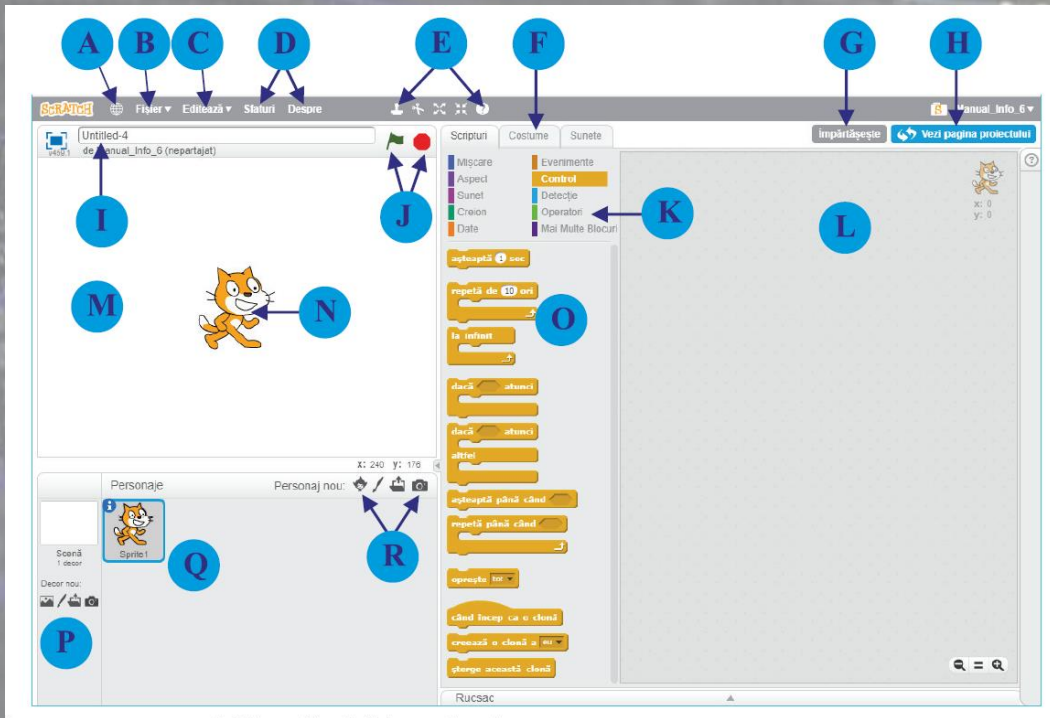 A B C D E F G H
SCRATCH Fișier Editează Sfaturi Despre Manual_Info_6
Untitled-4
v459.1 de Manual_Info_6 (nepartajat)
Scripturi Costume Sunete
Împărtășește Vezi pagina proiectului
Mișcare Evenimente
Aspect Control
Sunet Detecție
Creion Operatori
Date Mai Multe Blocuri
I J K L
x: 0
y: 0
M N O
așteaptă 1 sec
repetă de 10 ori
la infinit
dacă atunci
dacă atunci
altfel
așteaptă până când
repetă până când
oprește tot
când încep ca o clonă
creează o clonă a eu
șterge această clonă
x: 240 y: 176
Personaje Personaj nou:
Sprite1
Scenă
1 decor
Decor nou:
P Q R
Rucsac